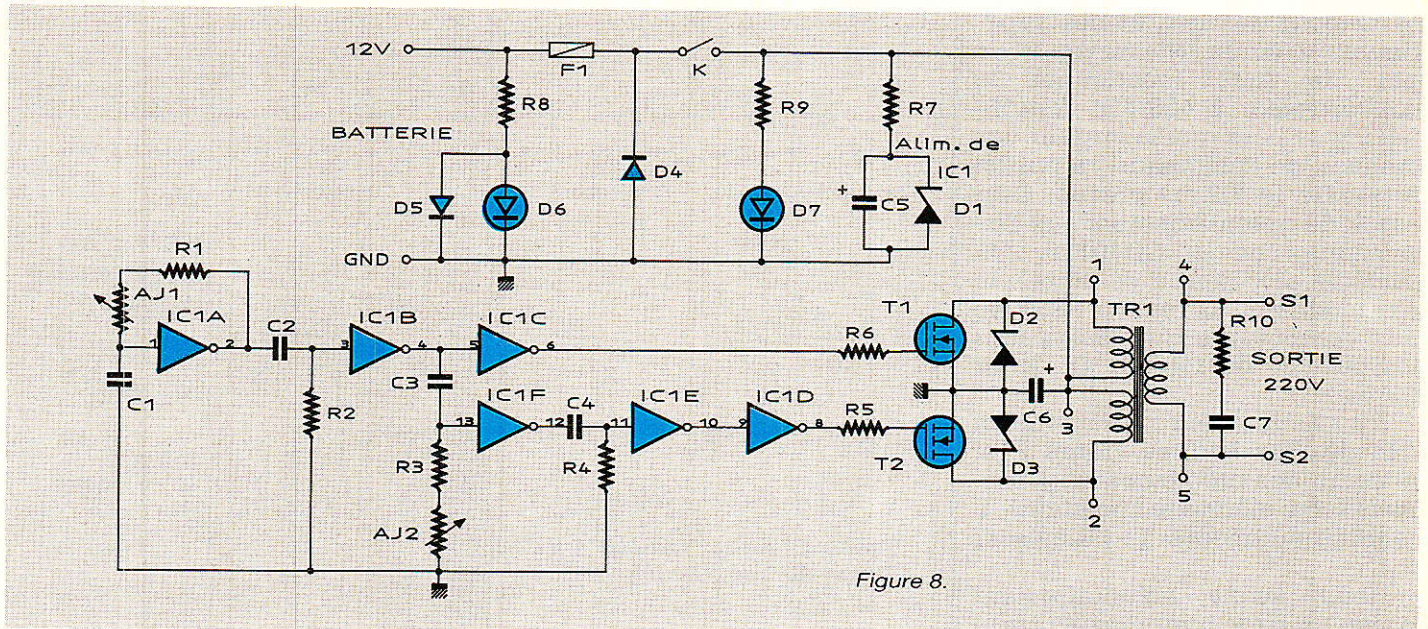 12V
F1
K
R8
R9
R7
BATTERIE
Alim. de
IC1
D4
D5
D6
D7
C5
+
D1
GND
R1
AJ1
IC1A
1
2
C2
IC1B
3
4
IC1C
5
6
R6
T1
D2
1
4
TR1
S1
R10
SORTIE
220V
C1
R2
C3
IC1F
13
12
C4
IC1E
11
10
IC1D
9
8
R5
T2
C6
+
3
C7
R3
R4
D3
S2
5
2
AJ2
Figure 8.